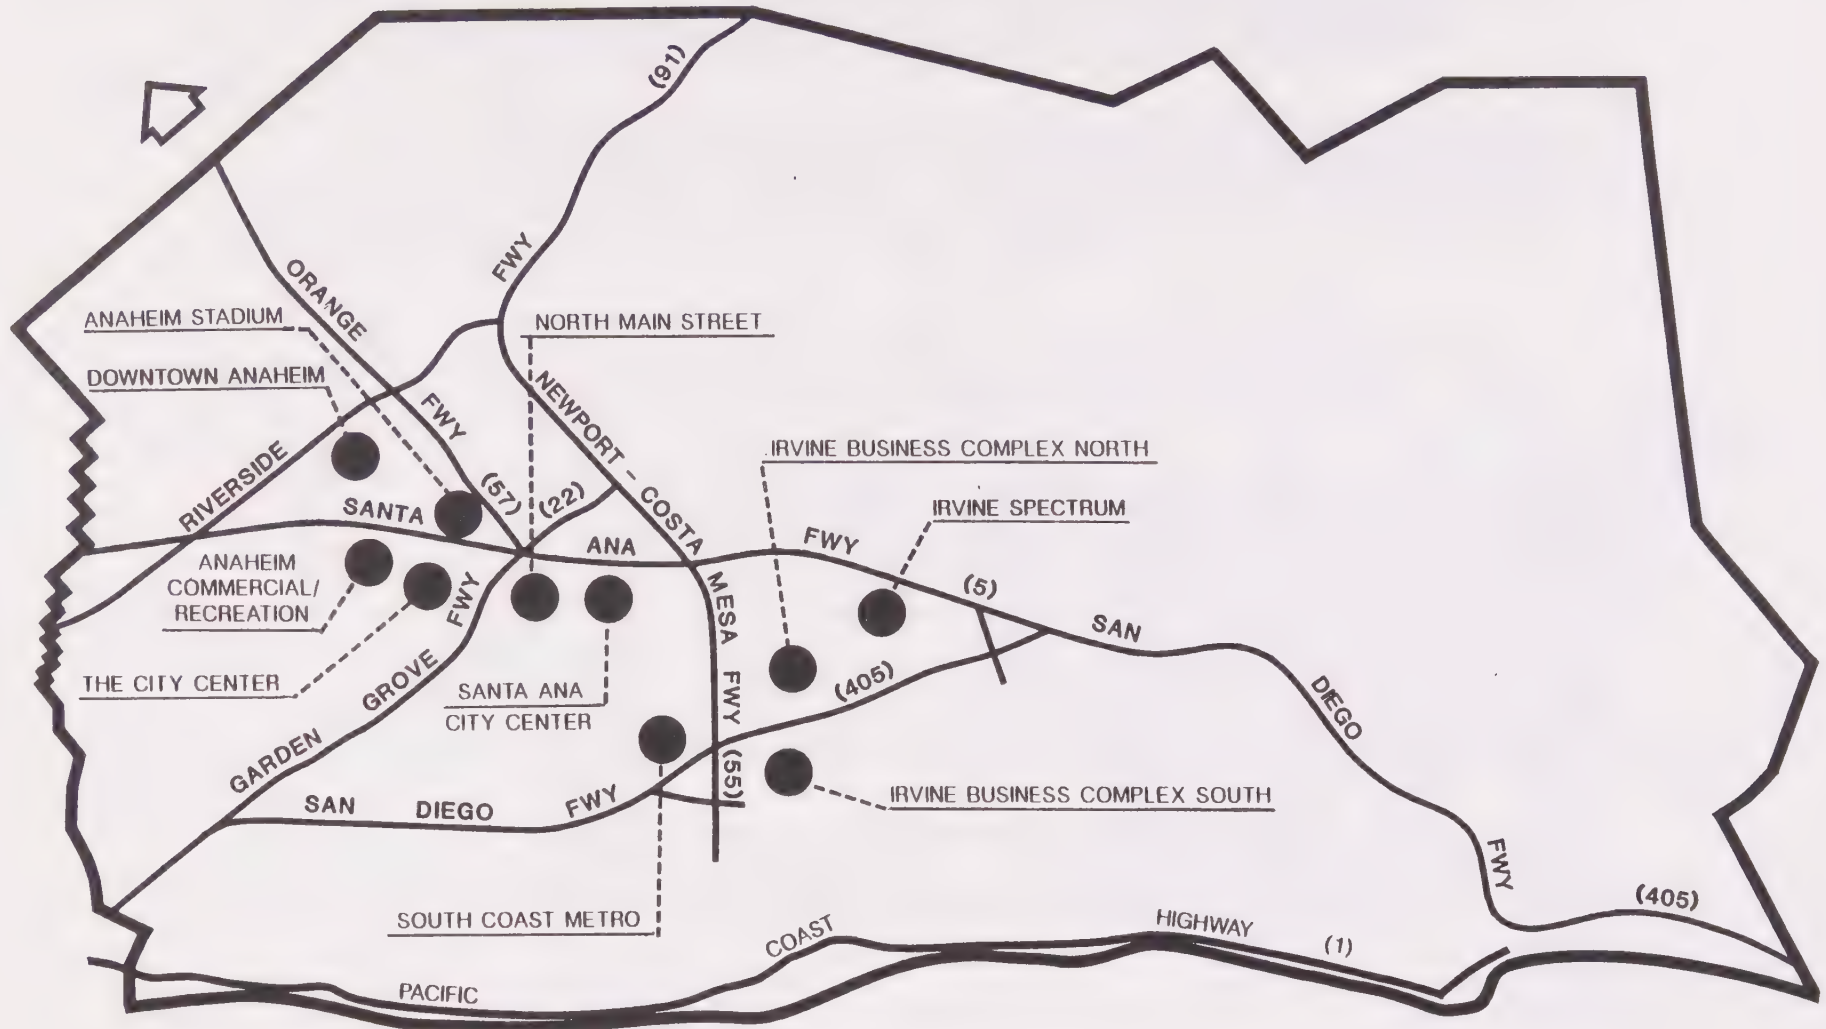 (91)
FWY
ORANGE
ANAHEIM STADIUM
NORTH MAIN STREET
DOWNTOWN ANAHEIM
FWY
NEWPORT - COSTA
IRVINE BUSINESS COMPLEX NORTH
RIVERSIDE
(57)
(22)
SANTA
IRVINE SPECTRUM
ANA
FWY
ANAHEIM
COMMERCIAL/
RECREATION
FWY
MESA
(5)
SAN
THE CITY CENTER
GROVE
SANTA ANA
CITY CENTER
FWY
(405)
DIEGO
GARDEN
(55)
SAN
DIEGO
FWY
IRVINE BUSINESS COMPLEX SOUTH
FWY
(405)
SOUTH COAST METRO
COAST
HIGHWAY
(1)
PACIFIC